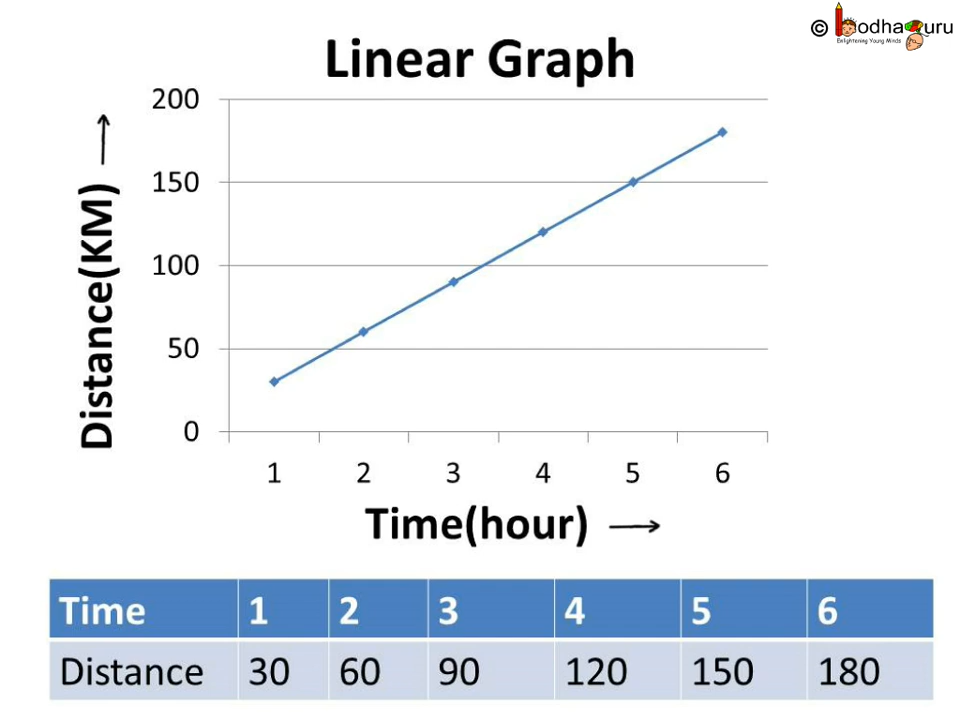 © BodhaGuru
Enlightening Young Minds
Linear Graph
200
150
100
50
0
Distance(KM)
1 2 3 4 5 6
Time(hour)
Time 1 2 3 4 5 6
Distance 30 60 90 120 150 180